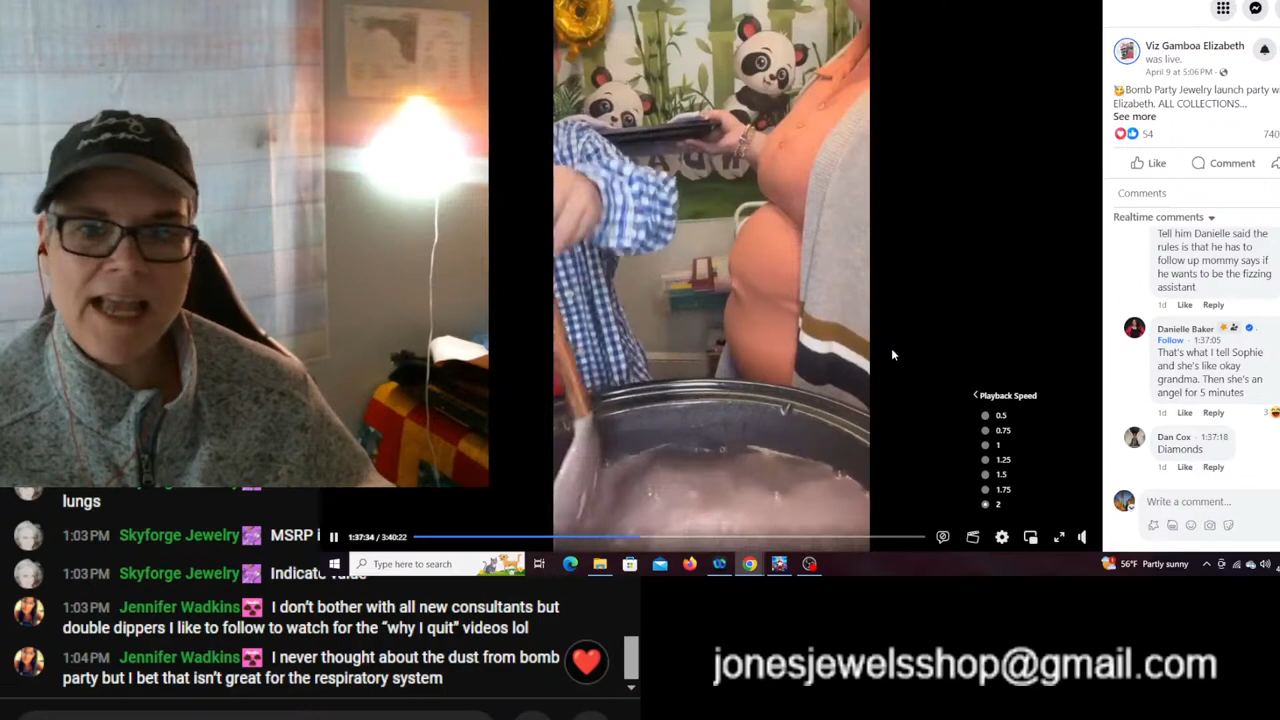 Viz Gamboa Elizabeth
was live.
April 9 at 5:06 PM ·
Bomb Party Jewelry launch party w
Elizabeth. ALL COLLECTIONS...
See more
54
740
Like
Comment
Comments
Realtime comments
Tell him Danielle said the
rules is that he has to
follow up mommy says if
he wants to be the fizzing
assistant
1d Like Reply
Danielle Baker
Follow · 1:37:05
That's what I tell Sophie
and she's like okay
grandma. Then she's an
angel for 5 minutes
1d Like Reply 3
Dan Cox · 1:37:18
Diamonds
1d Like Reply
Write a comment...
Playback Speed
0.5
0.75
1
1.25
1.5
1.75
2
1:37:34 / 3:40:22
Type here to search
56°F Partly sunny
lungs
1:03 PM Skyforge Jewelry MSRP i
1:03 PM Skyforge Jewelry Indicate value
1:03 PM Jennifer Wadkins I don't bother with all new consultants but
double dippers I like to follow to watch for the "why I quit" videos lol
1:04 PM Jennifer Wadkins I never thought about the dust from bomb
party but I bet that isn't great for the respiratory system
jonesjewelsshop@gmail.com